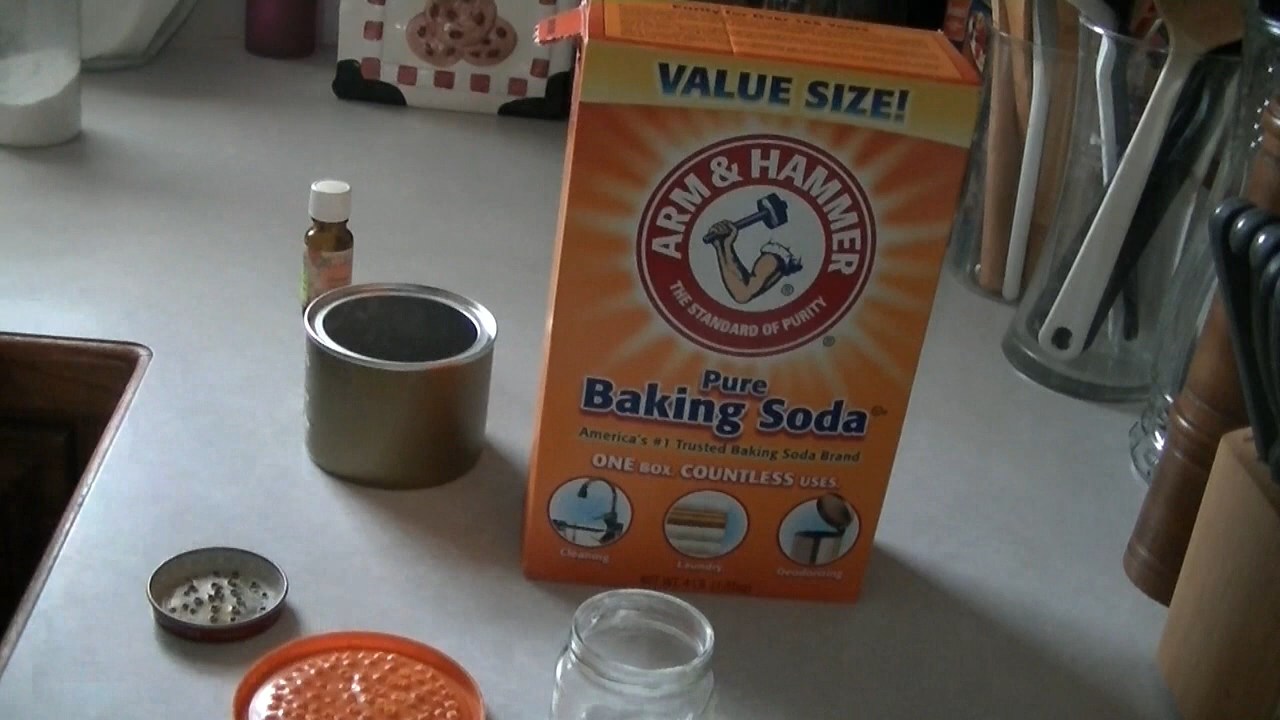 VALUE SIZE!
ARM & HAMMER
THE STANDARD OF PURITY
®
®
Pure
Baking Soda
America's #1 Trusted Baking Soda Brand
ONE BOX. COUNTLESS USES.
Cleaning
Laundry
Deodorizing